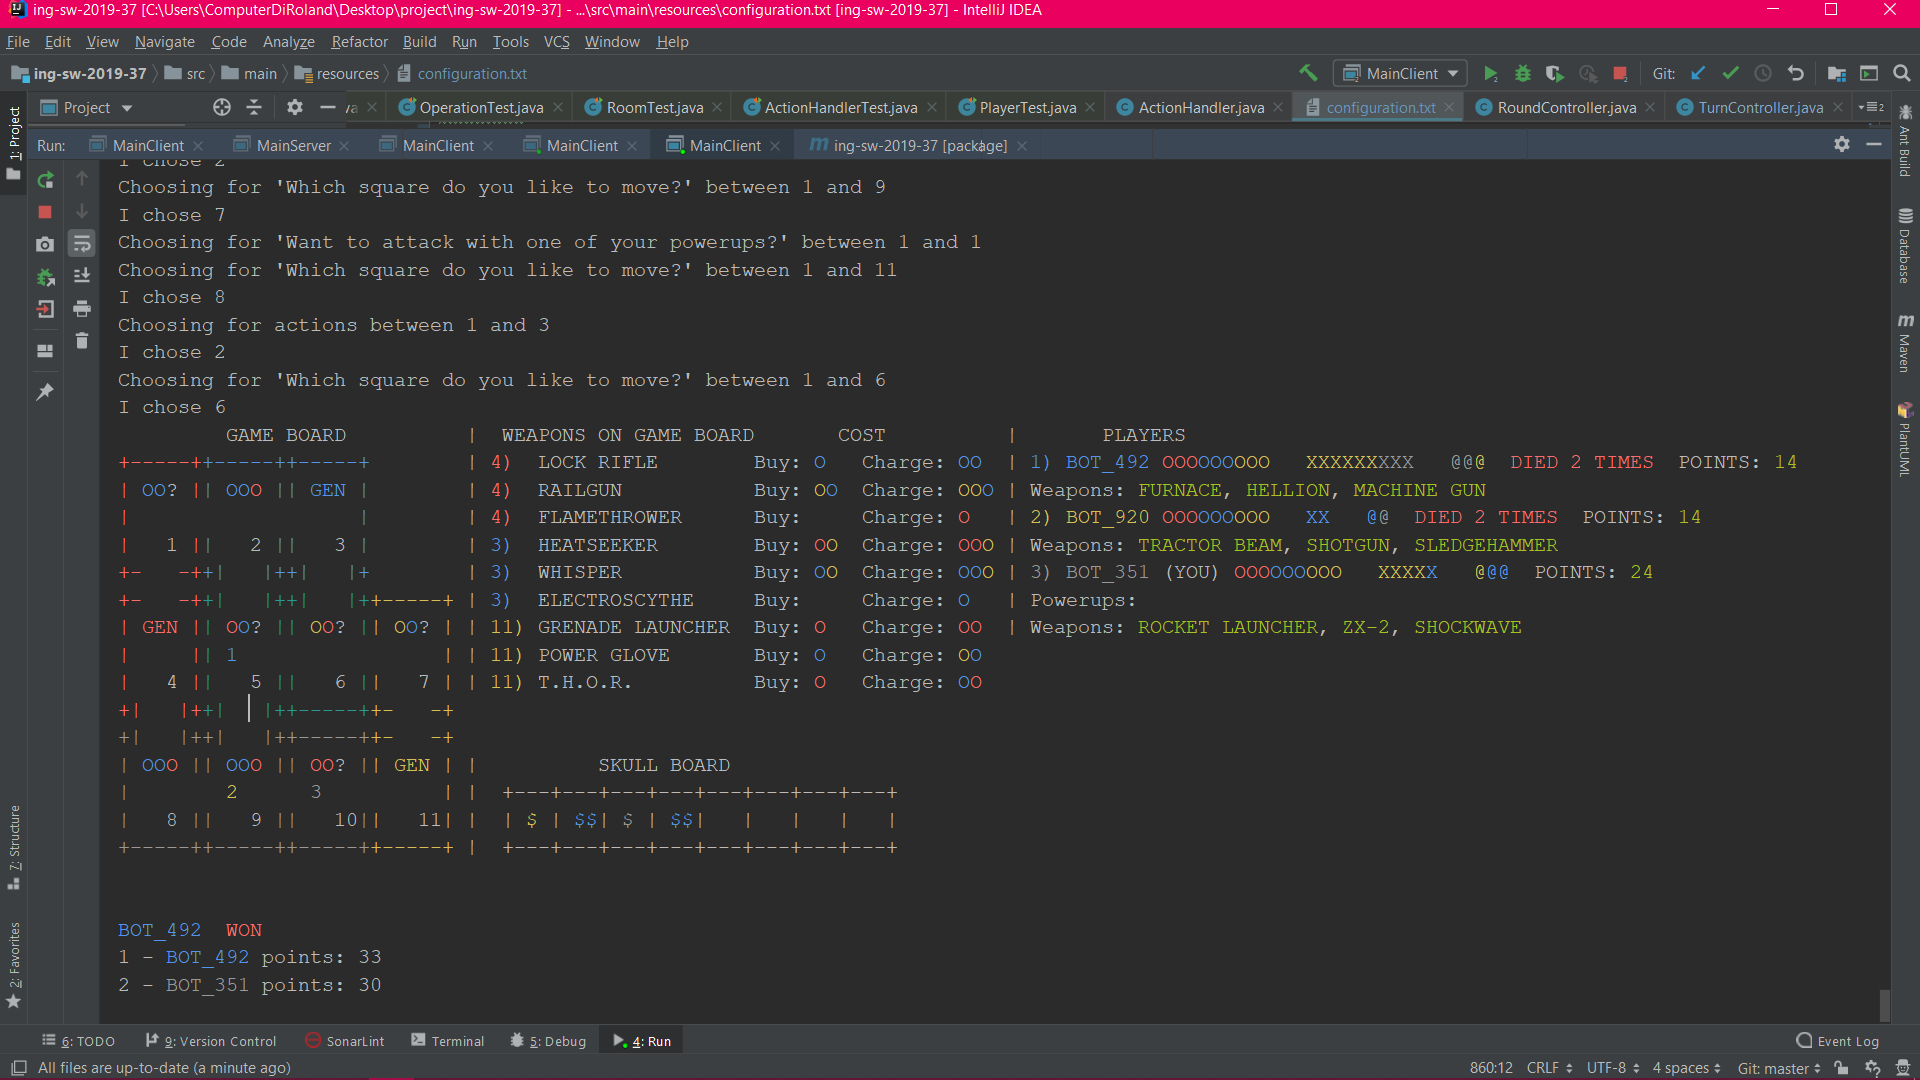 ing-sw-2019-37 [C:\Users\ComputerDiRoland\Desktop\project\ing-sw-2019-37] - ...\src\main\resources\configuration.txt [ing-sw-2019-37] - IntelliJ IDEA
File Edit View Navigate Code Analyze Refactor Build Run Tools VCS Window Help
ing-sw-2019-37 src main resources configuration.txt MainClient Git:
Project OperationTest.java RoomTest.java ActionHandlerTest.java PlayerTest.java ActionHandler.java configuration.txt RoundController.java TurnController.java
Run: MainClient MainServer MainClient MainClient MainClient ing-sw-2019-37 [package]
I chose 2
Choosing for 'Which square do you like to move?' between 1 and 9
I chose 7
Choosing for 'Want to attack with one of your powerups?' between 1 and 1
Choosing for 'Which square do you like to move?' between 1 and 11
I chose 8
Choosing for actions between 1 and 3
I chose 2
Choosing for 'Which square do you like to move?' between 1 and 6
I chose 6
GAME BOARD | WEAPONS ON GAME BOARD COST | PLAYERS
+-----++-----++-----+ | 4) LOCK RIFLE Buy: O Charge: OO | 1) BOT_492 OOOOOOOOO XXXXXXXXX @@@ DIED 2 TIMES POINTS: 14
| OO? || OOO || GEN | | 4) RAILGUN Buy: OO Charge: OOO | Weapons: FURNACE, HELLION, MACHINE GUN
| | | 4) FLAMETHROWER Buy: Charge: O | 2) BOT_920 OOOOOOOOO XX @@ DIED 2 TIMES POINTS: 14
| 1 || 2 || 3 | | 3) HEATSEEKER Buy: OO Charge: OOO | Weapons: TRACTOR BEAM, SHOTGUN, SLEDGEHAMMER
+- -++| |++| |+ | 3) WHISPER Buy: OO Charge: OOO | 3) BOT_351 (YOU) OOOOOOOOO XXXXX @@@ POINTS: 24
+- -++| |++| |++-----+ | 3) ELECTROSCYTHE Buy: Charge: O | Powerups:
| GEN || OO? || OO? || OO? | | 11) GRENADE LAUNCHER Buy: O Charge: OO | Weapons: ROCKET LAUNCHER, ZX-2, SHOCKWAVE
| || 1 | | 11) POWER GLOVE Buy: O Charge: OO
| 4 || 5 || 6 || 7 | | 11) T.H.O.R. Buy: O Charge: OO
+| |++| |++-----++- -+
+| |++| |++-----++- -+
| OOO || OOO || OO? || GEN | | SKULL BOARD
| 2 3 | | +---+---+---+---+---+---+---+---+
| 8 || 9 || 10|| 11| | | $ | $$| $ | $$| | | | |
+-----++-----++-----++-----+ | +---+---+---+---+---+---+---+---+
BOT_492 WON
1 - BOT_492 points: 33
2 - BOT_351 points: 30
1: Project
7: Structure
2: Favorites
Ant Build
Database
Maven
PlantUML
6: TODO 9: Version Control SonarLint Terminal 5: Debug 4: Run Event Log
All files are up-to-date (a minute ago) 860:12 CRLF UTF-8 4 spaces Git: master